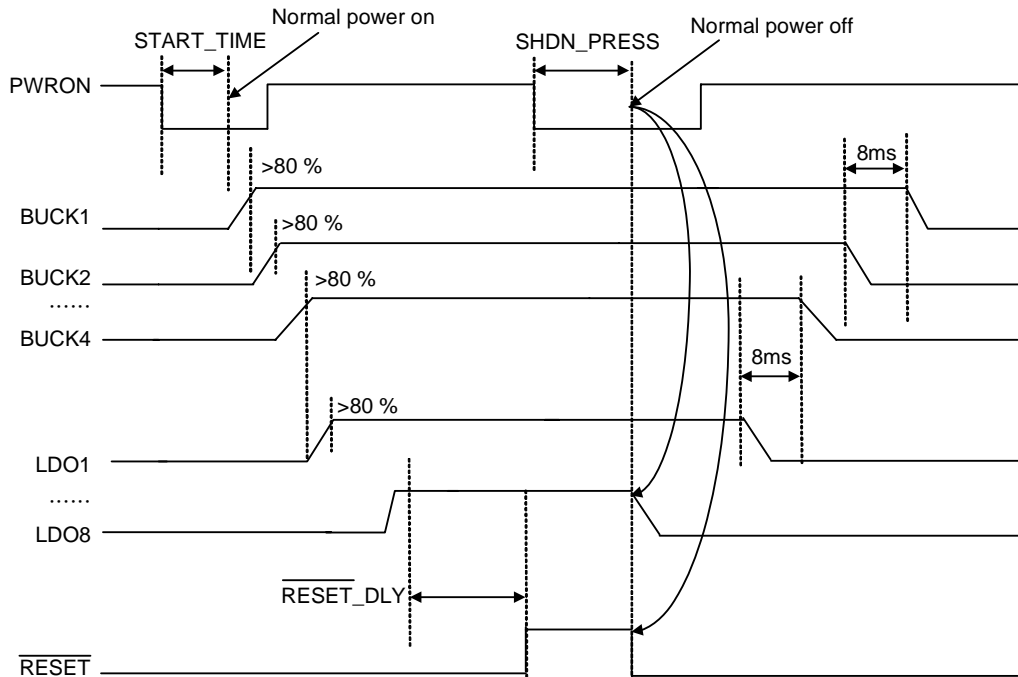 Normal power on
START_TIME
SHDN_PRESS
Normal power off
PWRON
>80 %
8ms
BUCK1
>80 %
BUCK2
......
>80 %
BUCK4
8ms
>80 %
LDO1
......
LDO8
RESET_DLY
RESET